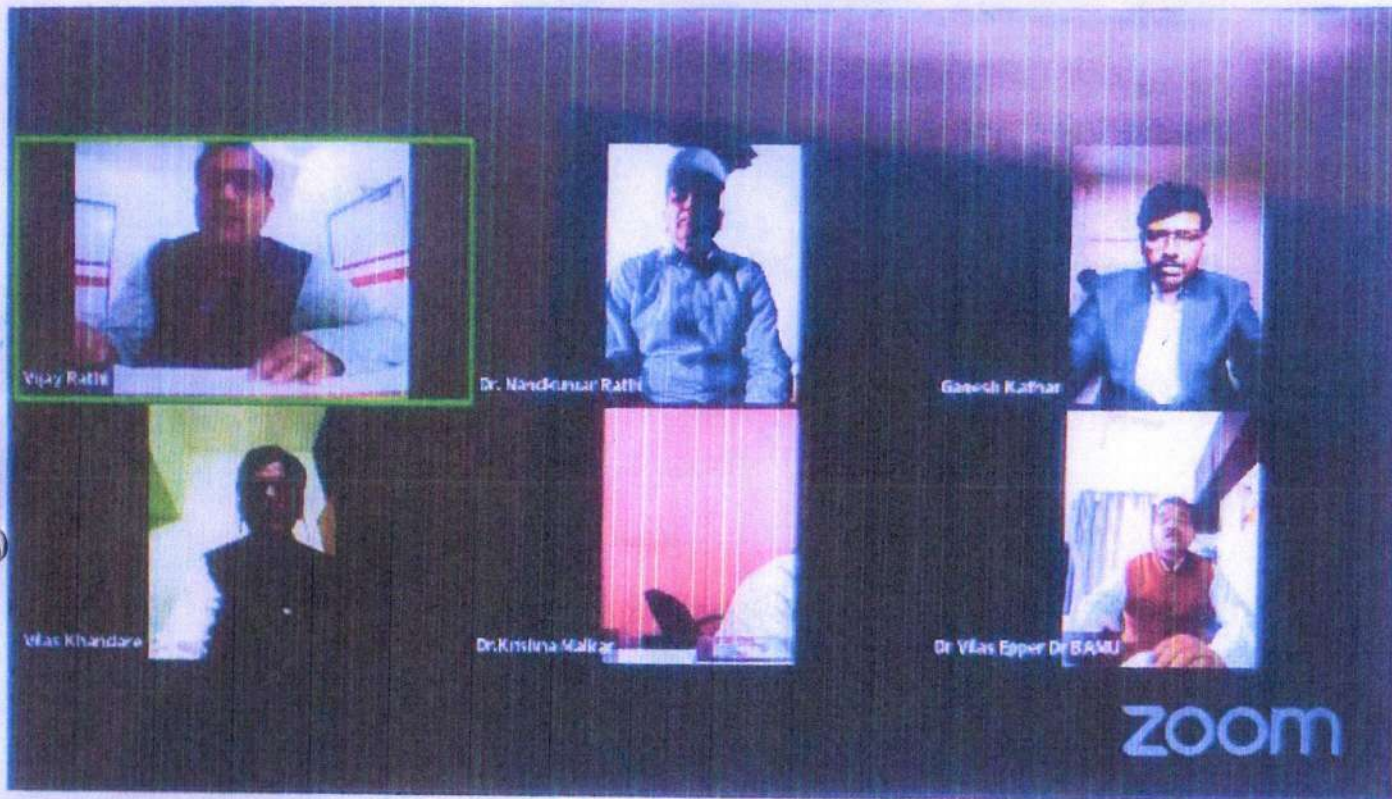 Vijay Rathi
Dr. Nandkumar Rathi
Ganesh Kathar
Vilas Khandare
Dr.Krishna Malkar
Dr Vilas Epper Dr BAMU
zoom